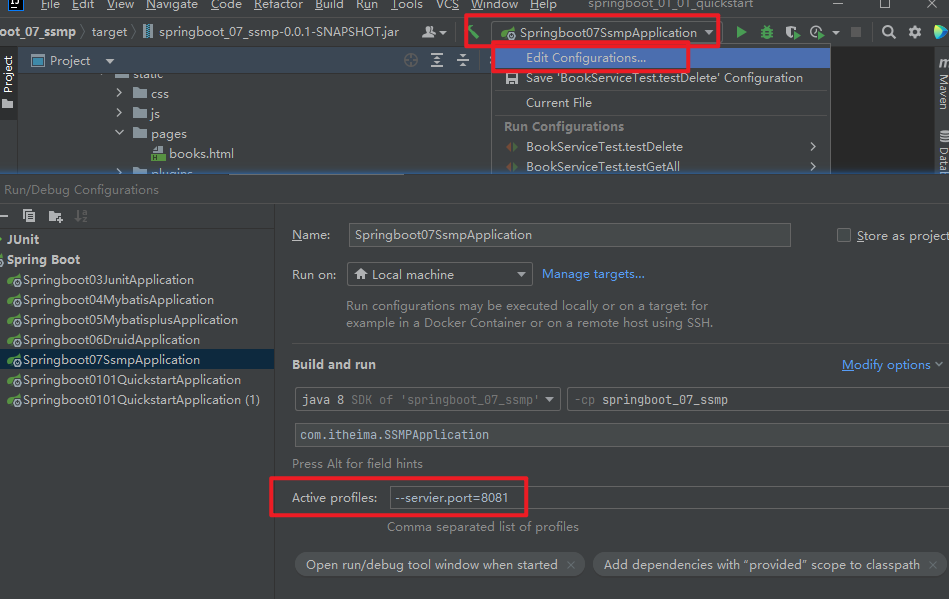 File Edit View Navigate Code Refactor Build Run Tools VCS Window Help springboot_01_01_quickstart
oot_07_ssmp target springboot_07_ssmp-0.0.1-SNAPSHOT.jar Springboot07SsmpApplication
Project
Project
Edit Configurations...
static
Save 'BookServiceTest.testDelete' Configuration
css
Current File
js
Run Configurations
pages
BookServiceTest.testDelete
books.html
BookServiceTest.testGetAll
plugins
Maven
Datab
Run/Debug Configurations
JUnit
Spring Boot
Springboot03JunitApplication
Springboot04MybatisApplication
Springboot05MybatisplusApplication
Springboot06DruidApplication
Springboot07SsmpApplication
Springboot0101QuickstartApplication
Springboot0101QuickstartApplication (1)
Name: Springboot07SsmpApplication Store as project
Run on: Local machine Manage targets...
Run configurations may be executed locally or on a target: for
example in a Docker Container or on a remote host using SSH.
Build and run Modify options
java 8 SDK of 'springboot_07_ssmp' -cp springboot_07_ssmp
com.itheima.SSMPApplication
Press Alt for field hints
Active profiles: --servier.port=8081
Comma separated list of profiles
Open run/debug tool window when started × Add dependencies with “provided” scope to classpath ×